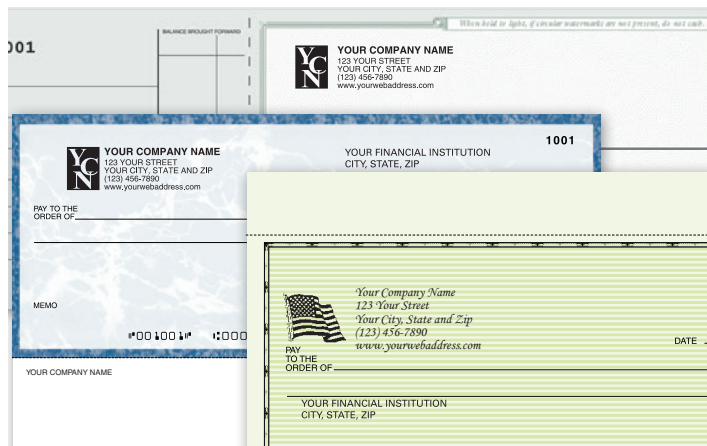 When held to light, if circular watermarks are not present, do not cash.
001
BALANCE BROUGHT FORWARD
YCN
YOUR COMPANY NAME
123 YOUR STREET
YOUR CITY, STATE AND ZIP
(123) 456-7890
www.yourwebaddress.com
1001
YCN
YOUR COMPANY NAME
123 YOUR STREET
YOUR CITY, STATE AND ZIP
(123) 456-7890
www.yourwebaddress.com
YOUR FINANCIAL INSTITUTION
CITY, STATE, ZIP
PAY TO THE
ORDER OF
MEMO
⑈001001⑈ ⑆000
YOUR COMPANY NAME
Your Company Name
123 Your Street
Your City, State and Zip
(123) 456-7890
www.yourwebaddress.com
DATE
PAY
TO THE
ORDER OF
YOUR FINANCIAL INSTITUTION
CITY, STATE, ZIP